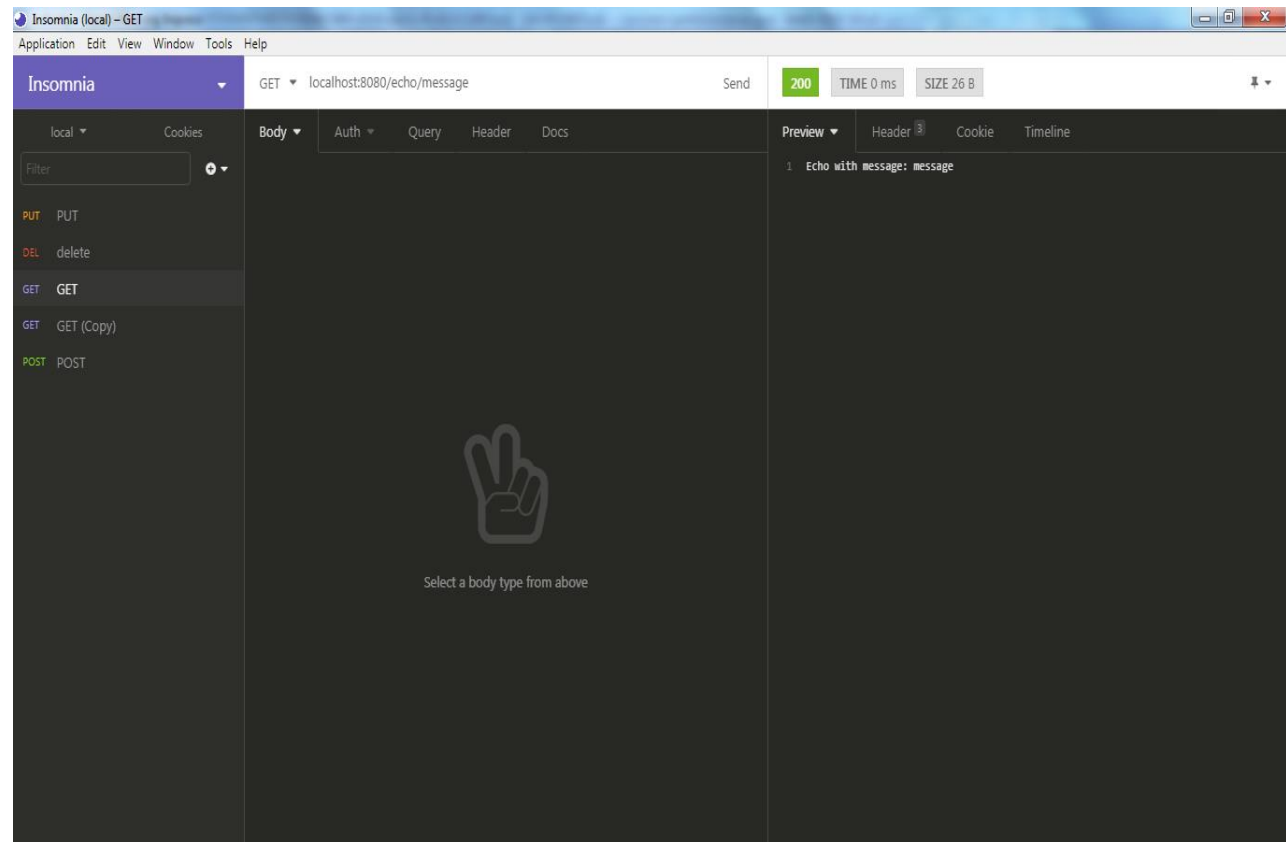 Insomnia (local) – GET
Application Edit View Window Tools Help
Insomnia
GET localhost:8080/echo/message Send
200 TIME 0 ms SIZE 26 B
local Cookies
Body Auth Query Header Docs
Preview Header 3 Cookie Timeline
Filter
1 Echo with message: message
PUT PUT
DEL delete
GET GET
GET GET (Copy)
POST POST
Select a body type from above